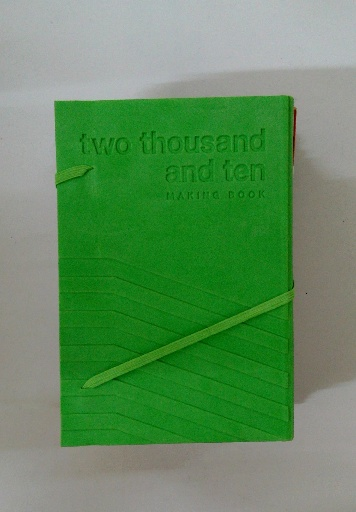 two thousand
and ten
MAKING BOOK